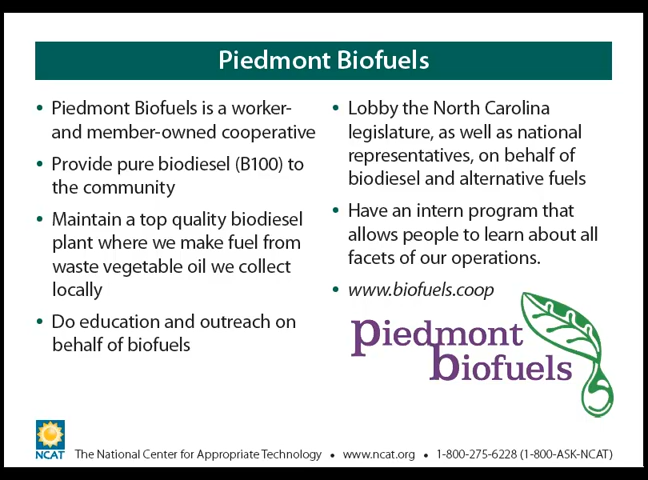 Piedmont Biofuels
• Piedmont Biofuels is a worker-
and member-owned cooperative
• Provide pure biodiesel (B100) to
the community
• Maintain a top quality biodiesel
plant where we make fuel from
waste vegetable oil we collect
locally
• Do education and outreach on
behalf of biofuels
• Lobby the North Carolina
legislature, as well as national
representatives, on behalf of
biodiesel and alternative fuels
• Have an intern program that
allows people to learn about all
facets of our operations.
• www.biofuels.coop
piedmont
biofuels
NCAT
The National Center for Appropriate Technology • www.ncat.org • 1-800-275-6228 (1-800-ASK-NCAT)